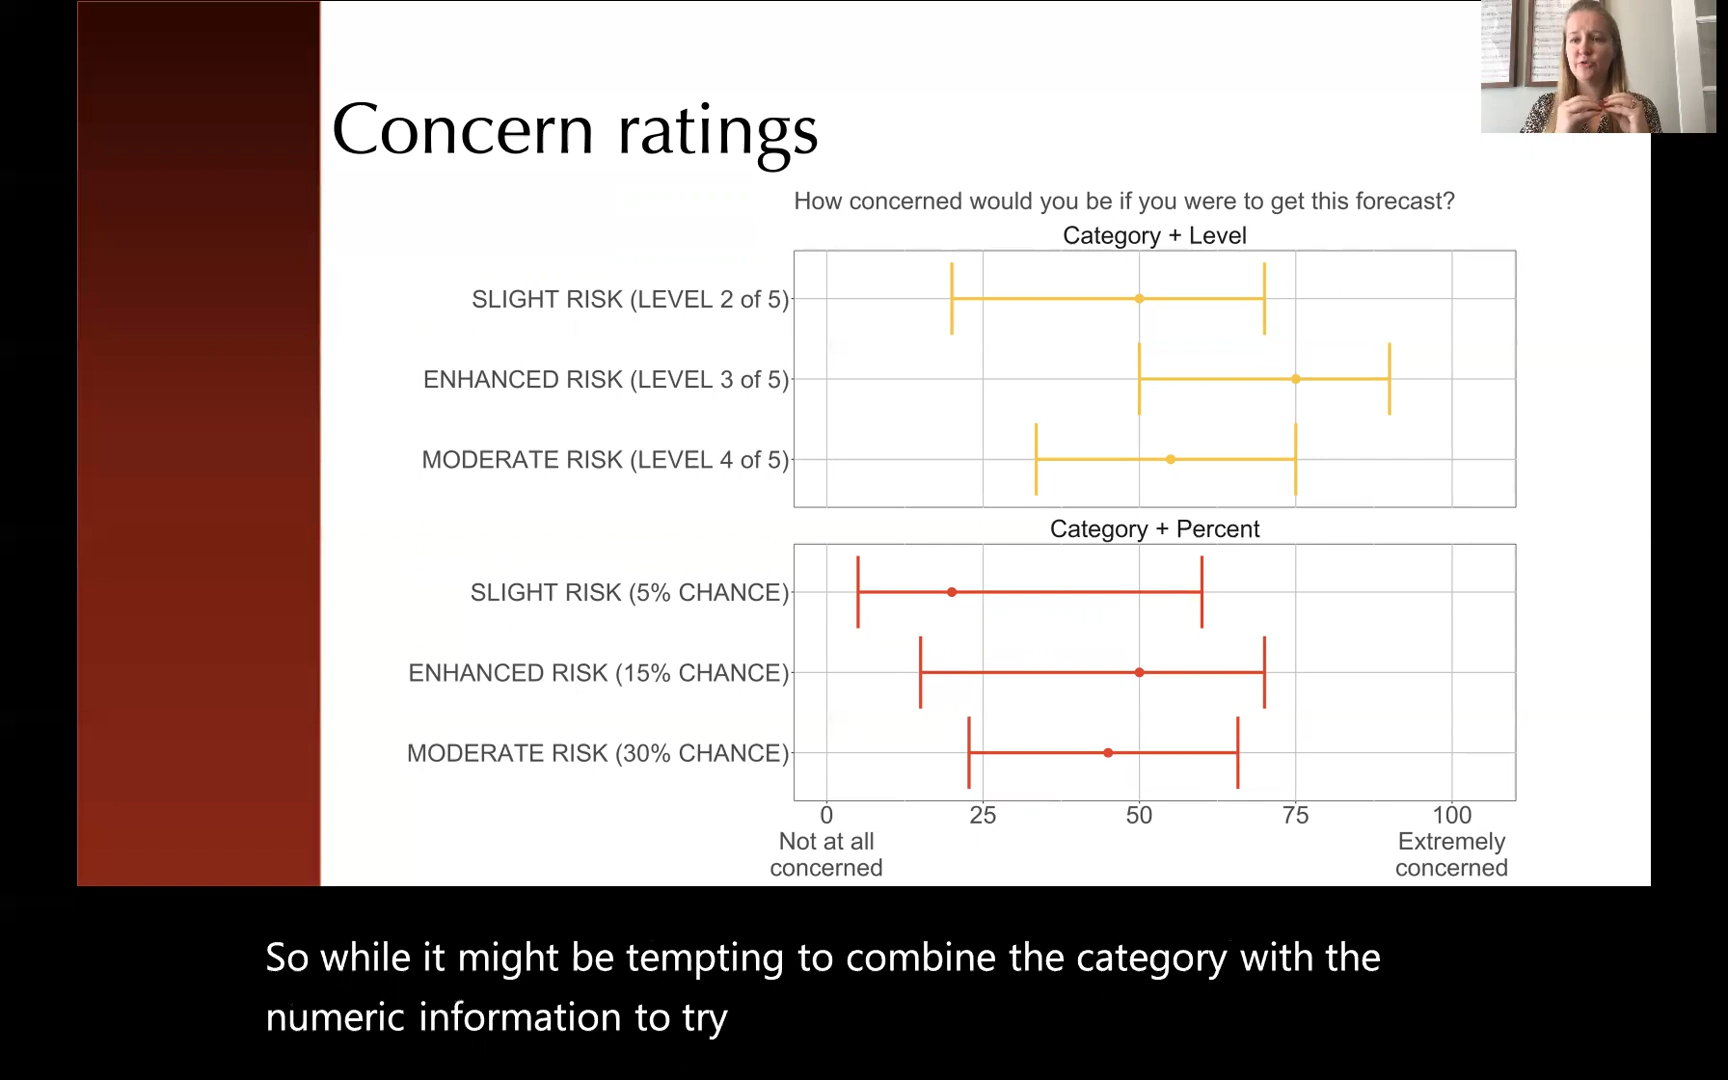 Concern ratings
How concerned would you be if you were to get this forecast?
Category + Level
SLIGHT RISK (LEVEL 2 of 5)
ENHANCED RISK (LEVEL 3 of 5)
MODERATE RISK (LEVEL 4 of 5)
Category + Percent
SLIGHT RISK (5% CHANCE)
ENHANCED RISK (15% CHANCE)
MODERATE RISK (30% CHANCE)
0 25 50 75 100
Not at all Extremely
concerned concerned
So while it might be tempting to combine the category with the
numeric information to try